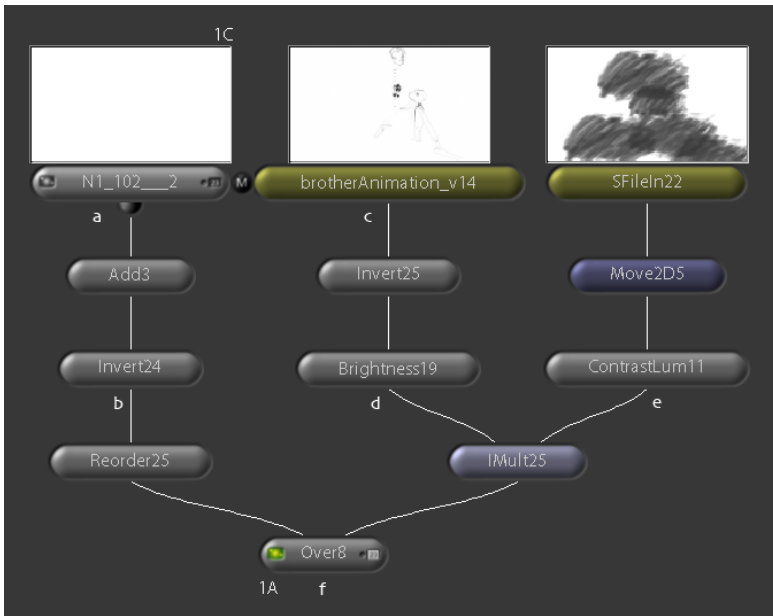 1C
N1_102___2
M
brotherAnimation_v14
SFileIn22
a
c
Add3
Invert25
Move2D5
Invert24
Brightness19
ContrastLum11
b
d
e
Reorder25
IMult25
Over8
1A
f